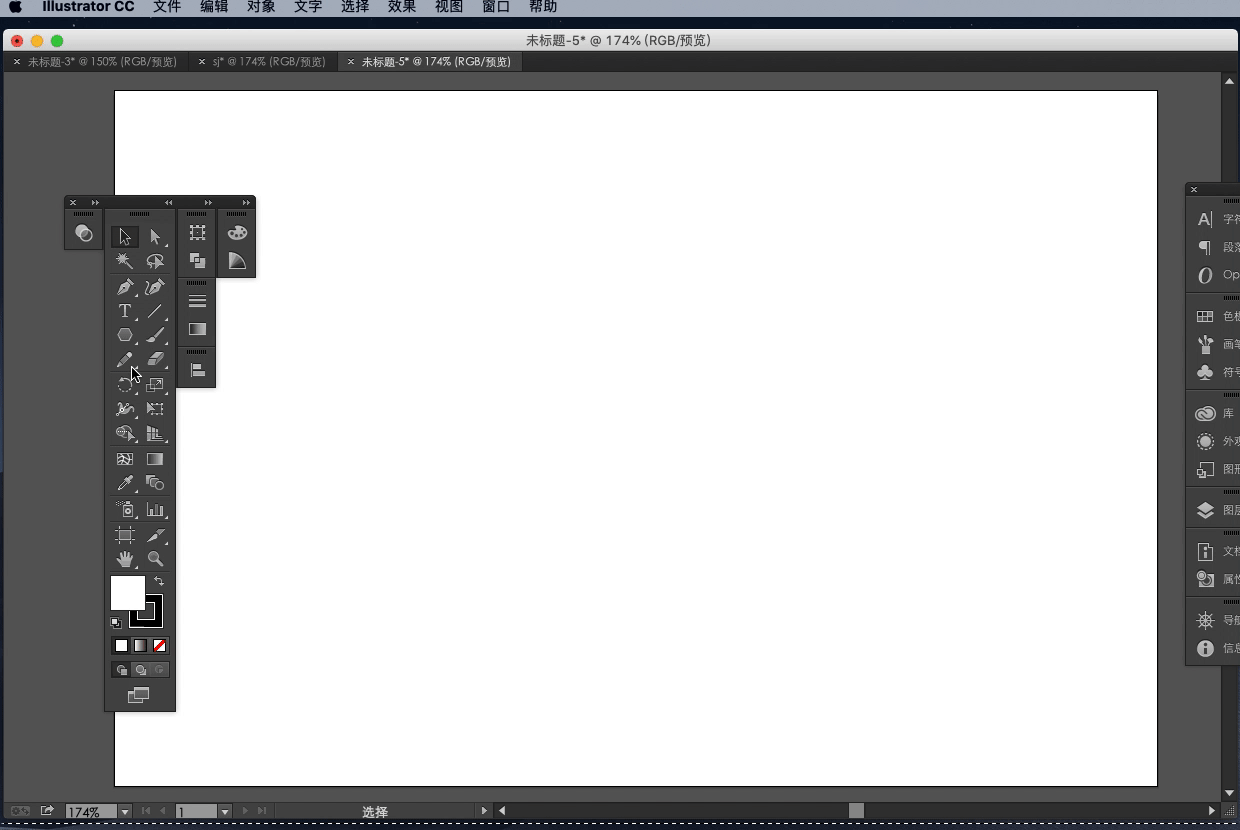 Illustrator CC 文件 编辑 对象 文字 选择 效果 视图 窗口 帮助
未标题-5* @ 174% (RGB/预览)
× 未标题-3* @ 150% (RGB/预览) × sj* @ 174% (RGB/预览) × 未标题-5* @ 174% (RGB/预览)
字符
段落
Op
色板
画笔
符号
库
外观
图形
图层
文档
属性
导航
信息
174% 1 选择